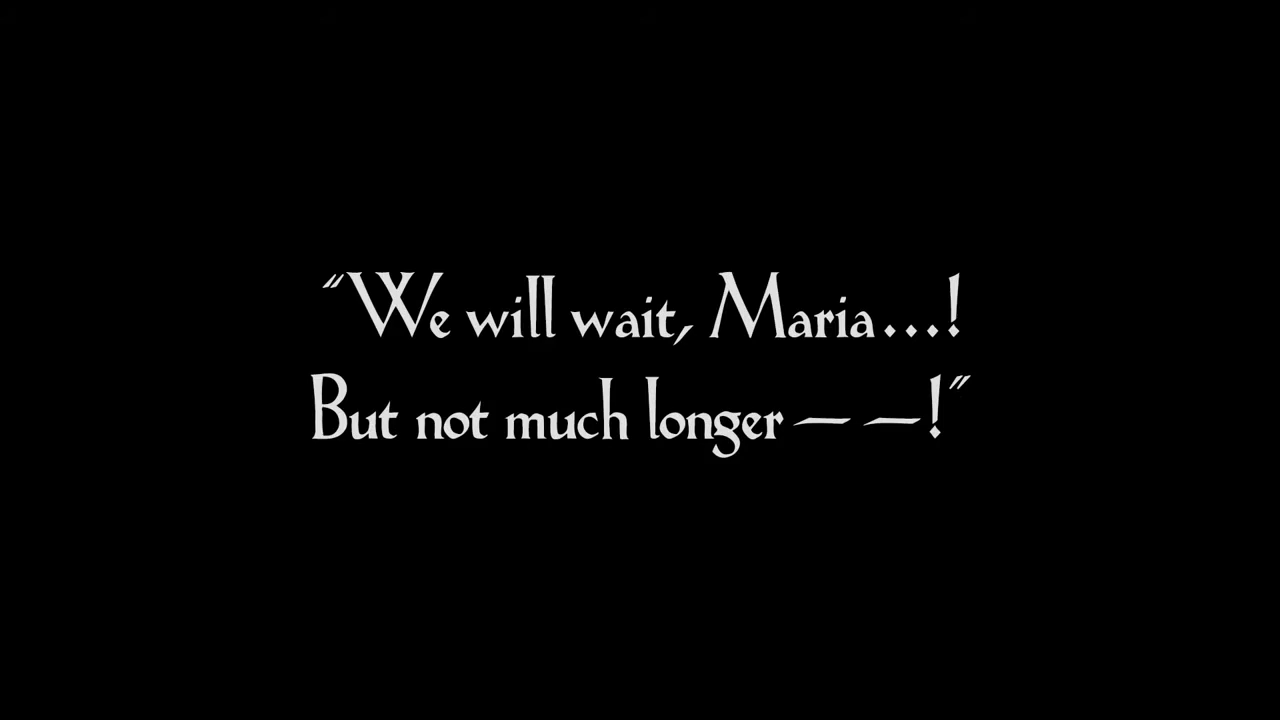 "We will wait, Maria...!
But not much longer — —!"